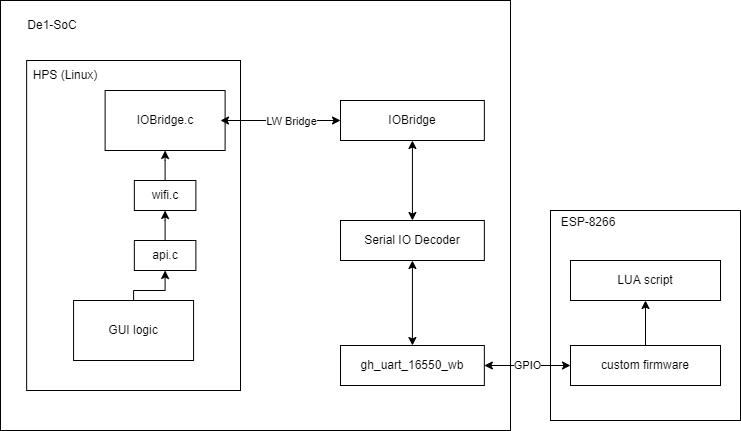 De1-SoC
HPS (Linux)
IOBridge.c
LW Bridge
IOBridge
wifi.c
api.c
GUI logic
Serial IO Decoder
gh_uart_16550_wb
GPIO
ESP-8266
LUA script
custom firmware